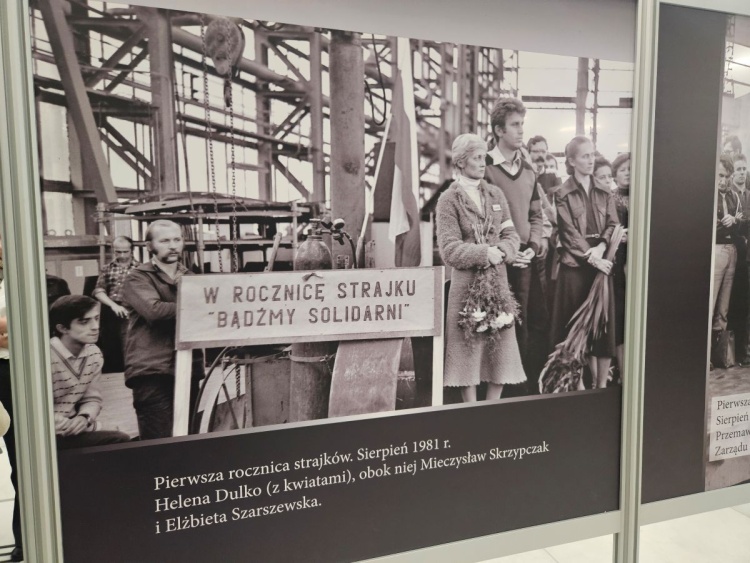 W ROCZNICĘ STRAJKU
"BĄDŹMY SOLIDARNI"
Pierwsza rocznica strajków. Sierpień 1981 r.
Helena Dulko (z kwiatami), obok niej Mieczysław Skrzypczak
i Elżbieta Szarszewska.
Pierwsza
Sierpień
Przemaw
Zarządu